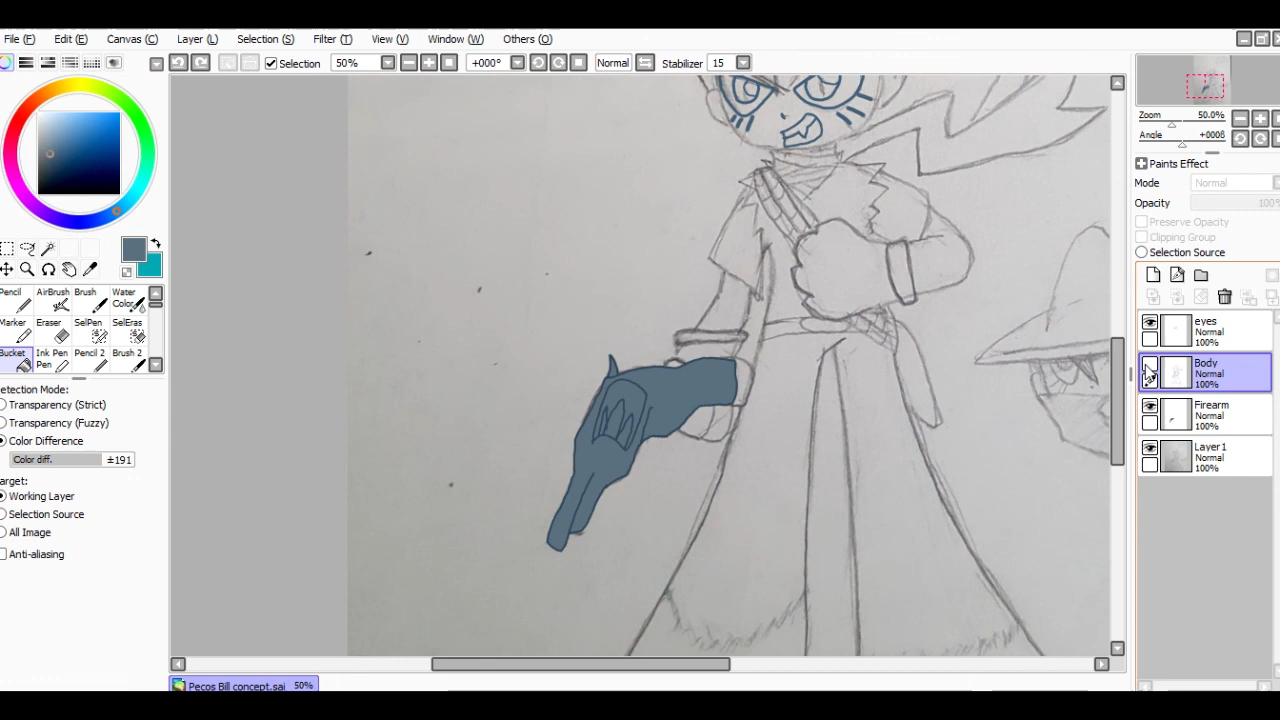 File (F) Edit (E) Canvas (C) Layer (L) Selection (S) Filter (T) View (V) Window (W) Others (O)
Selection 50% +000° Normal Stabilizer 15
Zoom 50.0%
Angle +000
Paints Effect
Mode Normal
Opacity 100%
Preserve Opacity
Clipping Group
Selection Source
Pencil AirBrush Brush Water Color
Marker Eraser SelPen SelEras
Bucket Ink Pen Pen Pencil 2 Brush 2
etection Mode:
Transparency (Strict)
Transparency (Fuzzy)
Color Difference
Color diff. ±191
arget:
Working Layer
Selection Source
All Image
Anti-aliasing
eyes
Normal
100%
Body
Normal
100%
Firearm
Normal
100%
Layer1
Normal
100%
Pecos Bill concept.sai 50%